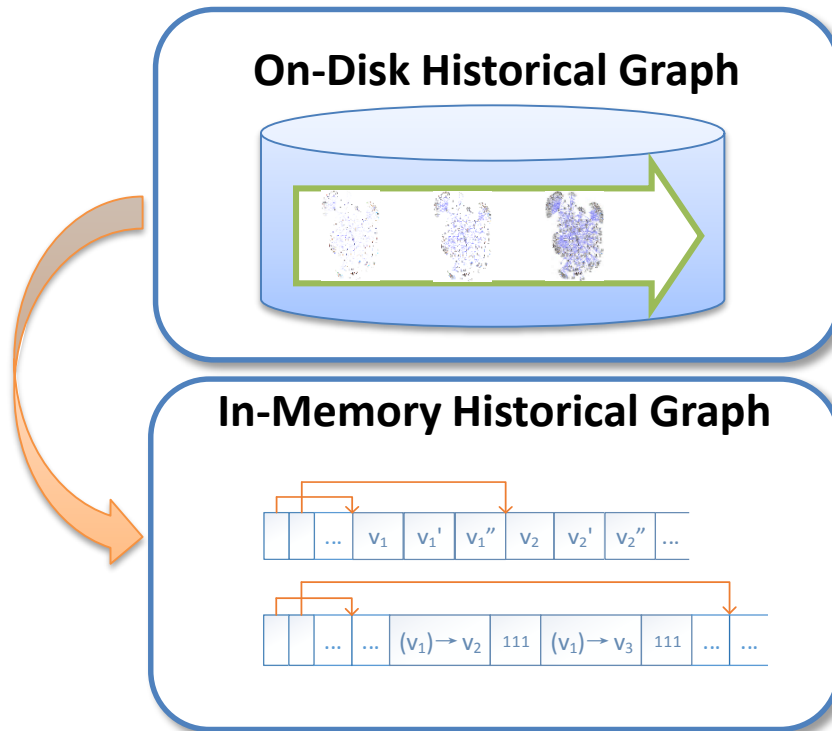 On-Disk Historical Graph
In-Memory Historical Graph
... v₁ v₁' v₁″ v₂ v₂' v₂″ ...
... ... (v₁)→v₂ 111 (v₁)→v₃ 111 ... ...